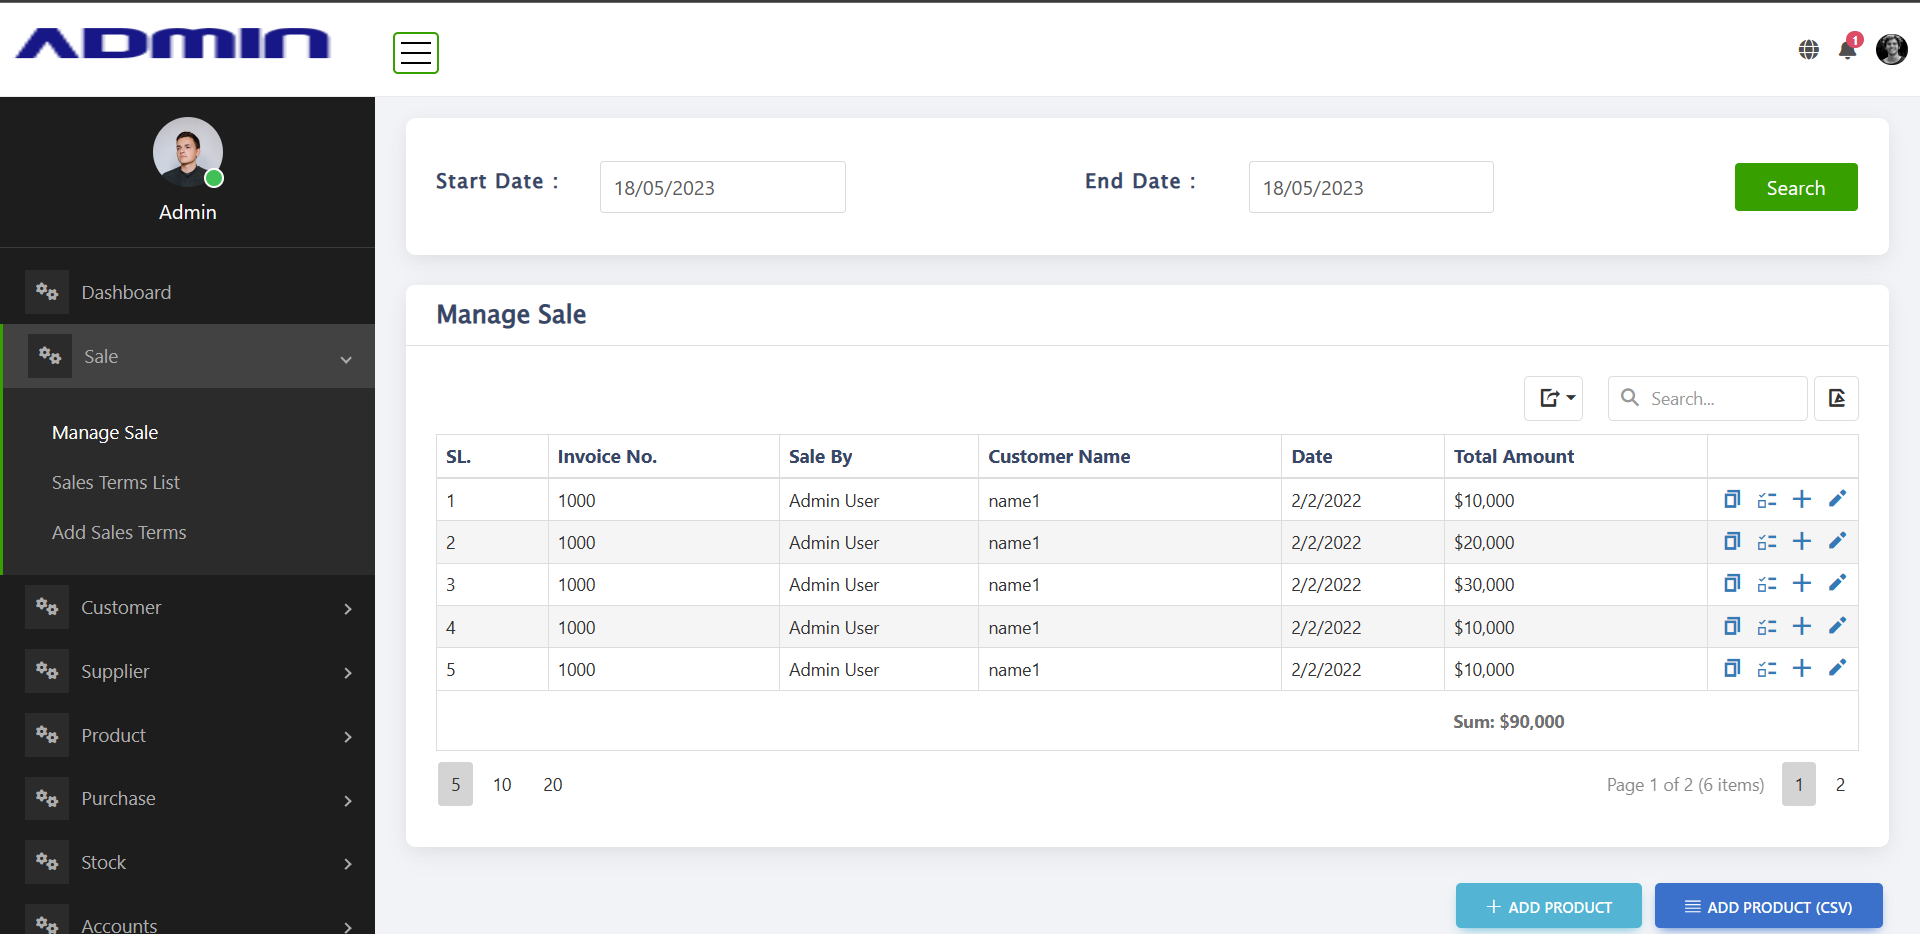 ADMIN
1
Admin
Dashboard
Sale
Manage Sale
Sales Terms List
Add Sales Terms
Customer
Supplier
Product
Purchase
Stock
Accounts
Start Date : 18/05/2023 End Date : 18/05/2023 Search
Manage Sale
Search...
SL. Invoice No. Sale By Customer Name Date Total Amount
1 1000 Admin User name1 2/2/2022 $10,000
2 1000 Admin User name1 2/2/2022 $20,000
3 1000 Admin User name1 2/2/2022 $30,000
4 1000 Admin User name1 2/2/2022 $10,000
5 1000 Admin User name1 2/2/2022 $10,000
Sum: $90,000
5 10 20 Page 1 of 2 (6 items) 1 2
ADD PRODUCT ADD PRODUCT (CSV)